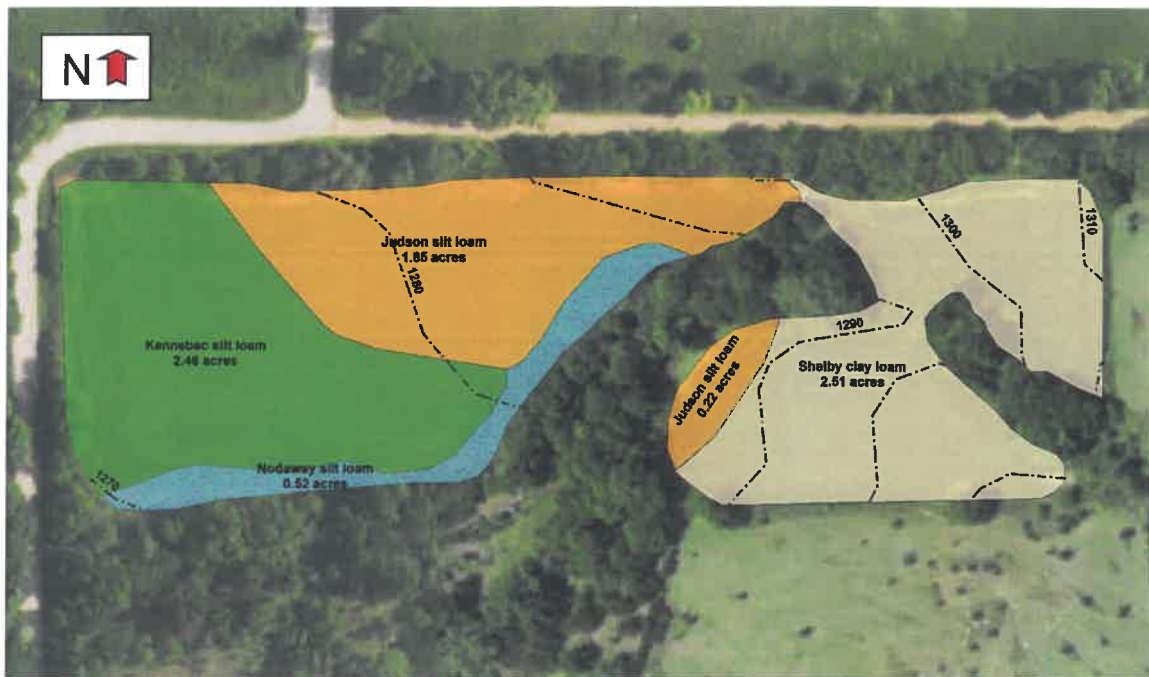 N
Judson silt loam
1.85 acres
1280
1300
1310
Kennebec silt loam
2.46 acres
1290
Judson silt loam
0.22 acres
Shelby clay loam
2.51 acres
Nodaway silt loam
0.52 acres
1270